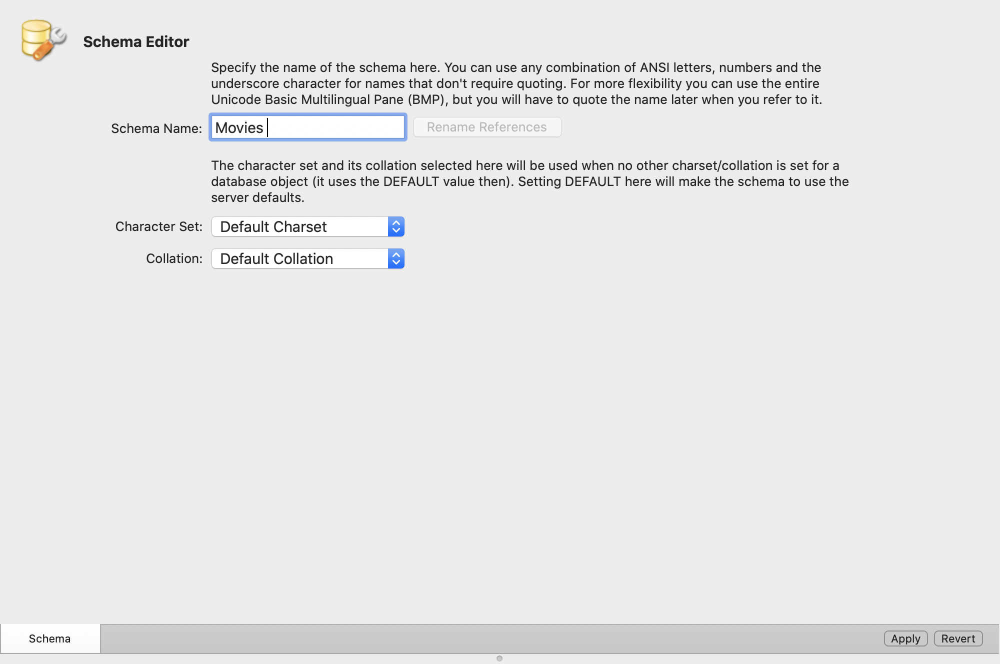 Schema Editor
Specify the name of the schema here. You can use any combination of ANSI letters, numbers and the
underscore character for names that don't require quoting. For more flexibility you can use the entire
Unicode Basic Multilingual Pane (BMP), but you will have to quote the name later when you refer to it.
Schema Name: Movies Rename References
The character set and its collation selected here will be used when no other charset/collation is set for a
database object (it uses the DEFAULT value then). Setting DEFAULT here will make the schema to use the
server defaults.
Character Set: Default Charset
Collation: Default Collation
Schema Apply Revert